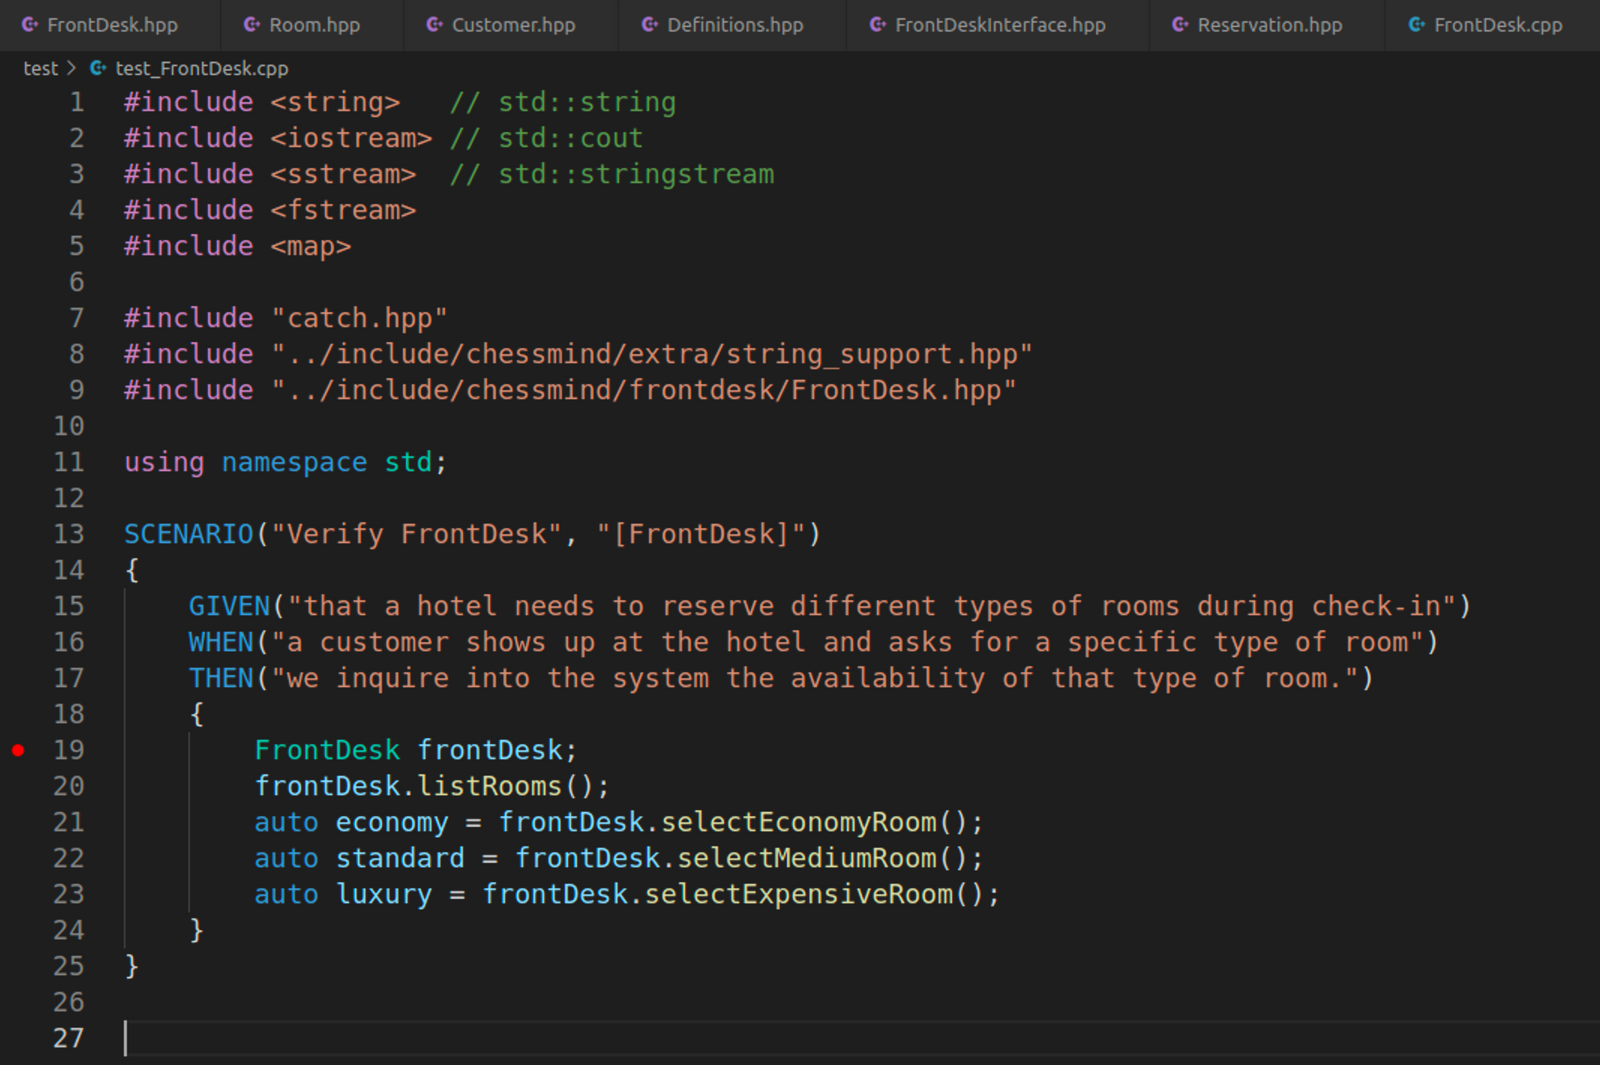 FrontDesk.hpp Room.hpp Customer.hpp Definitions.hpp FrontDeskInterface.hpp Reservation.hpp FrontDesk.cpp
test > test_FrontDesk.cpp
1 #include <string>   // std::string
2 #include <iostream> // std::cout
3 #include <sstream>  // std::stringstream
4 #include <fstream>
5 #include <map>
6
7 #include "catch.hpp"
8 #include "../include/chessmind/extra/string_support.hpp"
9 #include "../include/chessmind/frontdesk/FrontDesk.hpp"
10
11 using namespace std;
12
13 SCENARIO("Verify FrontDesk", "[FrontDesk]")
14 {
15     GIVEN("that a hotel needs to reserve different types of rooms during check-in")
16     WHEN("a customer shows up at the hotel and asks for a specific type of room")
17     THEN("we inquire into the system the availability of that type of room.")
18     {
19         FrontDesk frontDesk;
20         frontDesk.listRooms();
21         auto economy = frontDesk.selectEconomyRoom();
22         auto standard = frontDesk.selectMediumRoom();
23         auto luxury = frontDesk.selectExpensiveRoom();
24     }
25 }
26
27